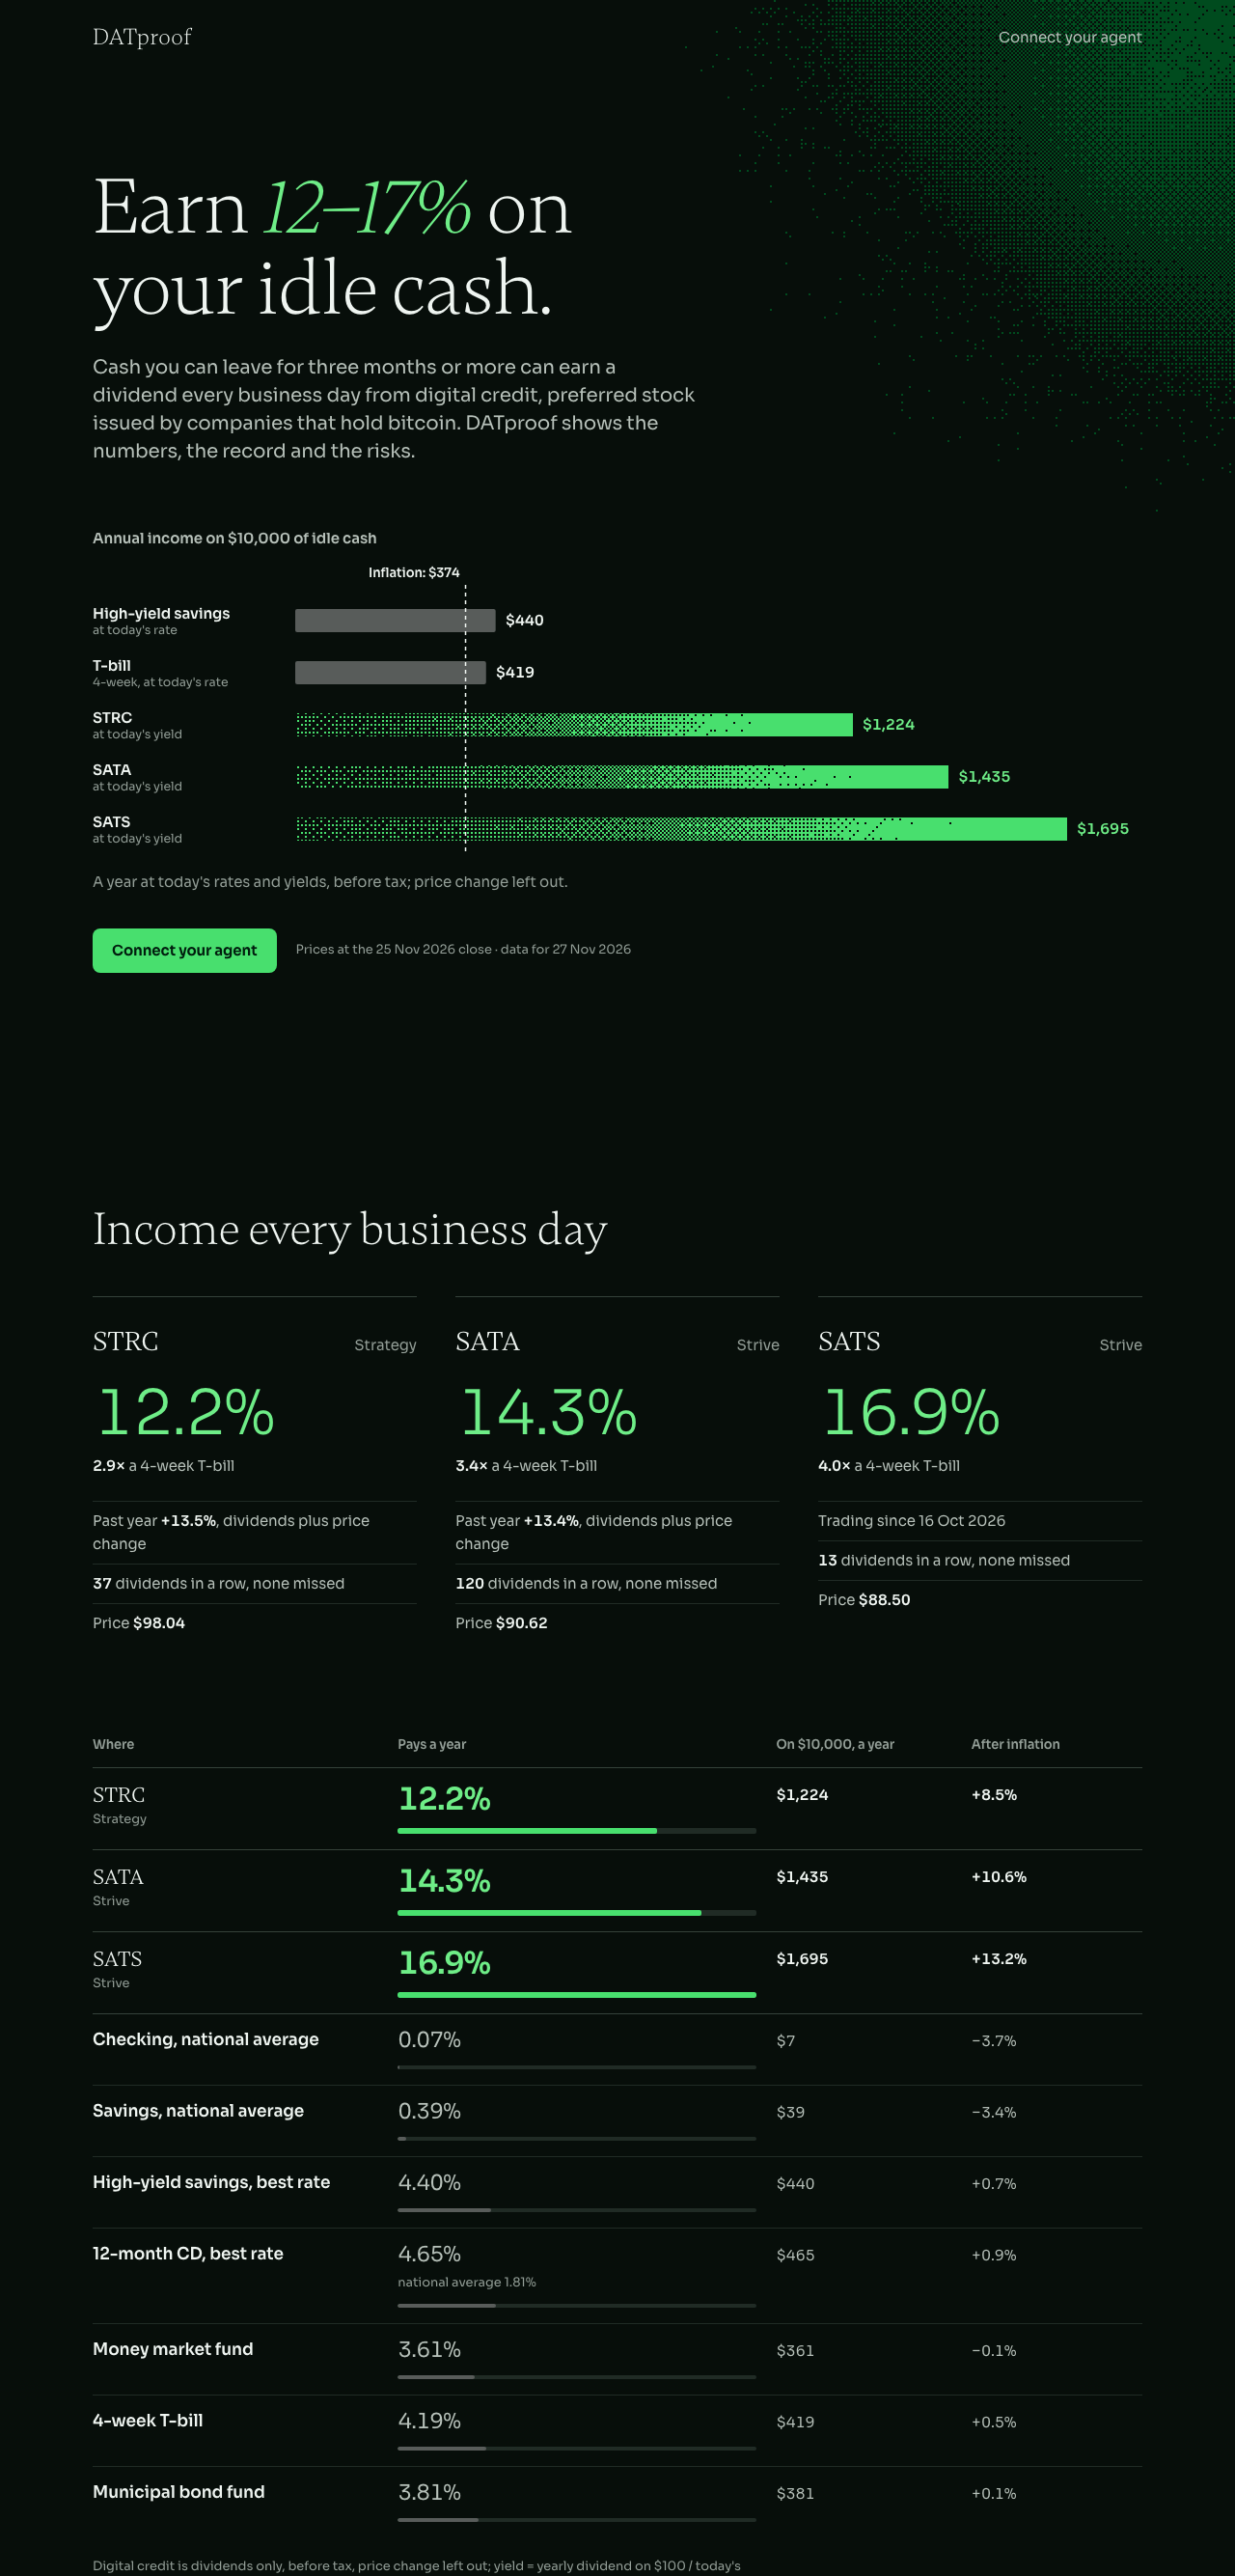 DATproof
Connect your agent
Earn 12–17% on
your idle cash.
Cash you can leave for three months or more can earn a
dividend every business day from digital credit, preferred stock
issued by companies that hold bitcoin. DATproof shows the
numbers, the record and the risks.
Annual income on $10,000 of idle cash
Inflation: $374
High-yield savings
at today's rate
$440
T-bill
4-week, at today's rate
$419
STRC
at today's yield
$1,224
SATA
at today's yield
$1,435
SATS
at today's yield
$1,695
A year at today's rates and yields, before tax; price change left out.
Connect your agent
Prices at the 25 Nov 2026 close · data for 27 Nov 2026
Income every business day
STRC
Strategy
12.2%
2.9× a 4-week T-bill
Past year +13.5%, dividends plus price
change
37 dividends in a row, none missed
Price $98.04
SATA
Strive
14.3%
3.4× a 4-week T-bill
Past year +13.4%, dividends plus price
change
120 dividends in a row, none missed
Price $90.62
SATS
Strive
16.9%
4.0× a 4-week T-bill
Trading since 16 Oct 2026
13 dividends in a row, none missed
Price $88.50
Where
Pays a year
On $10,000, a year
After inflation
STRC
Strategy
12.2%
$1,224
+8.5%
SATA
Strive
14.3%
$1,435
+10.6%
SATS
Strive
16.9%
$1,695
+13.2%
Checking, national average
0.07%
$7
−3.7%
Savings, national average
0.39%
$39
−3.4%
High-yield savings, best rate
4.40%
$440
+0.7%
12-month CD, best rate
4.65%
national average 1.81%
$465
+0.9%
Money market fund
3.61%
$361
−0.1%
4-week T-bill
4.19%
$419
+0.5%
Municipal bond fund
3.81%
$381
+0.1%
Digital credit is dividends only, before tax, price change left out; yield = yearly dividend on $100 / today's